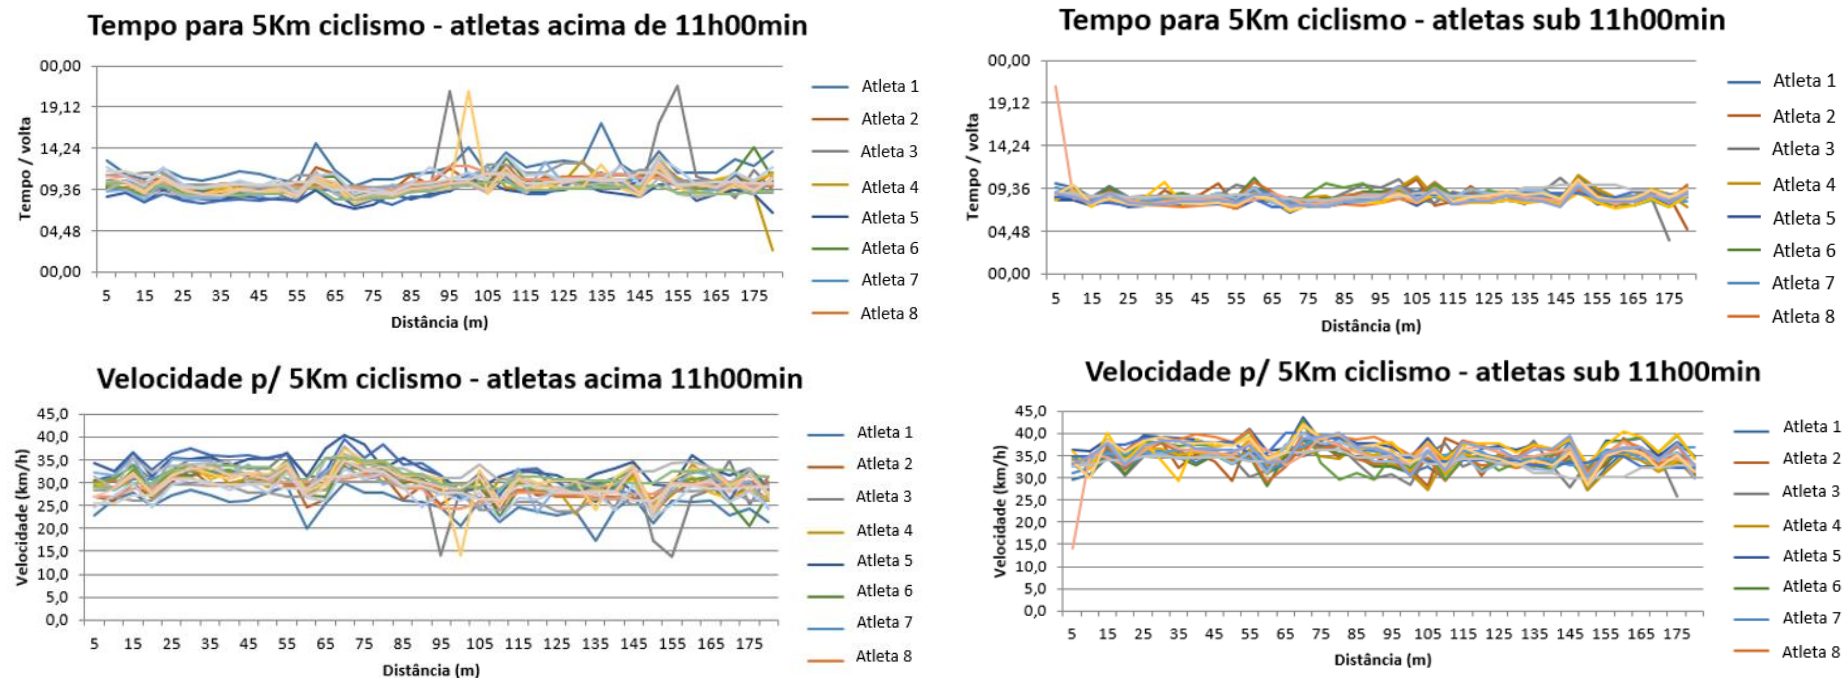 Tempo para 5Km ciclismo - atletas acima de 11h00min
00,00
19,12
14,24
09,36
04,48
00,00
Tempo / volta
5 15 25 35 45 55 65 75 85 95 105 115 125 135 145 155 165 175
Distância (m)
Atleta 1
Atleta 2
Atleta 3
Atleta 4
Atleta 5
Atleta 6
Atleta 7
Atleta 8
Tempo para 5Km ciclismo - atletas sub 11h00min
00,00
19,12
14,24
09,36
04,48
00,00
Tempo / volta
5 15 25 35 45 55 65 75 85 95 105 115 125 135 145 155 165 175
Distância (m)
Atleta 1
Atleta 2
Atleta 3
Atleta 4
Atleta 5
Atleta 6
Atleta 7
Atleta 8
Velocidade p/ 5Km ciclismo - atletas acima 11h00min
45,0
40,0
35,0
30,0
25,0
20,0
15,0
10,0
5,0
0,0
Velocidade (km/h)
5 15 25 35 45 55 65 75 85 95 105 115 125 135 145 155 165 175
Distância (m)
Atleta 1
Atleta 2
Atleta 3
Atleta 4
Atleta 5
Atleta 6
Atleta 7
Atleta 8
Velocidade p/ 5Km ciclismo - atletas sub 11h00min
45,0
40,0
35,0
30,0
25,0
20,0
15,0
10,0
5,0
0,0
Velocidade (km/h)
5 15 25 35 45 55 65 75 85 95 105 115 125 135 145 155 165 175
Distância (m)
Atleta 1
Atleta 2
Atleta 3
Atleta 4
Atleta 5
Atleta 6
Atleta 7
Atleta 8